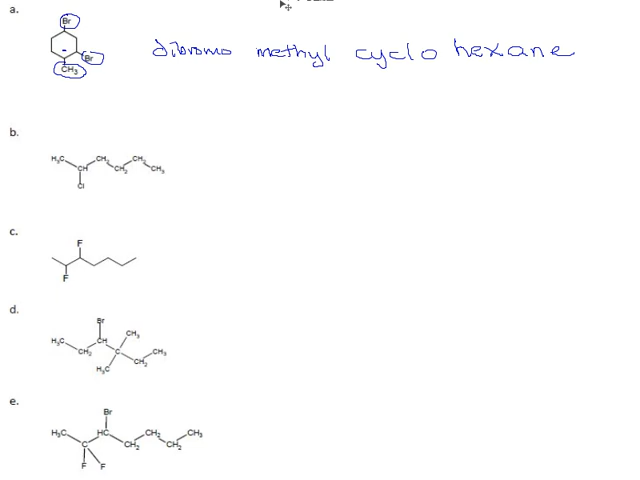 a.
Br
Br
CH3
dibromo methyl cyclo hexane
b.
H3C CH CH2 CH2 CH2 CH3
Cl
c.
F
F
d.
Br
H3C CH2 CH C CH3
H3C CH2 CH3
e.
Br
H3C C HC CH2 CH2 CH2 CH3
F F